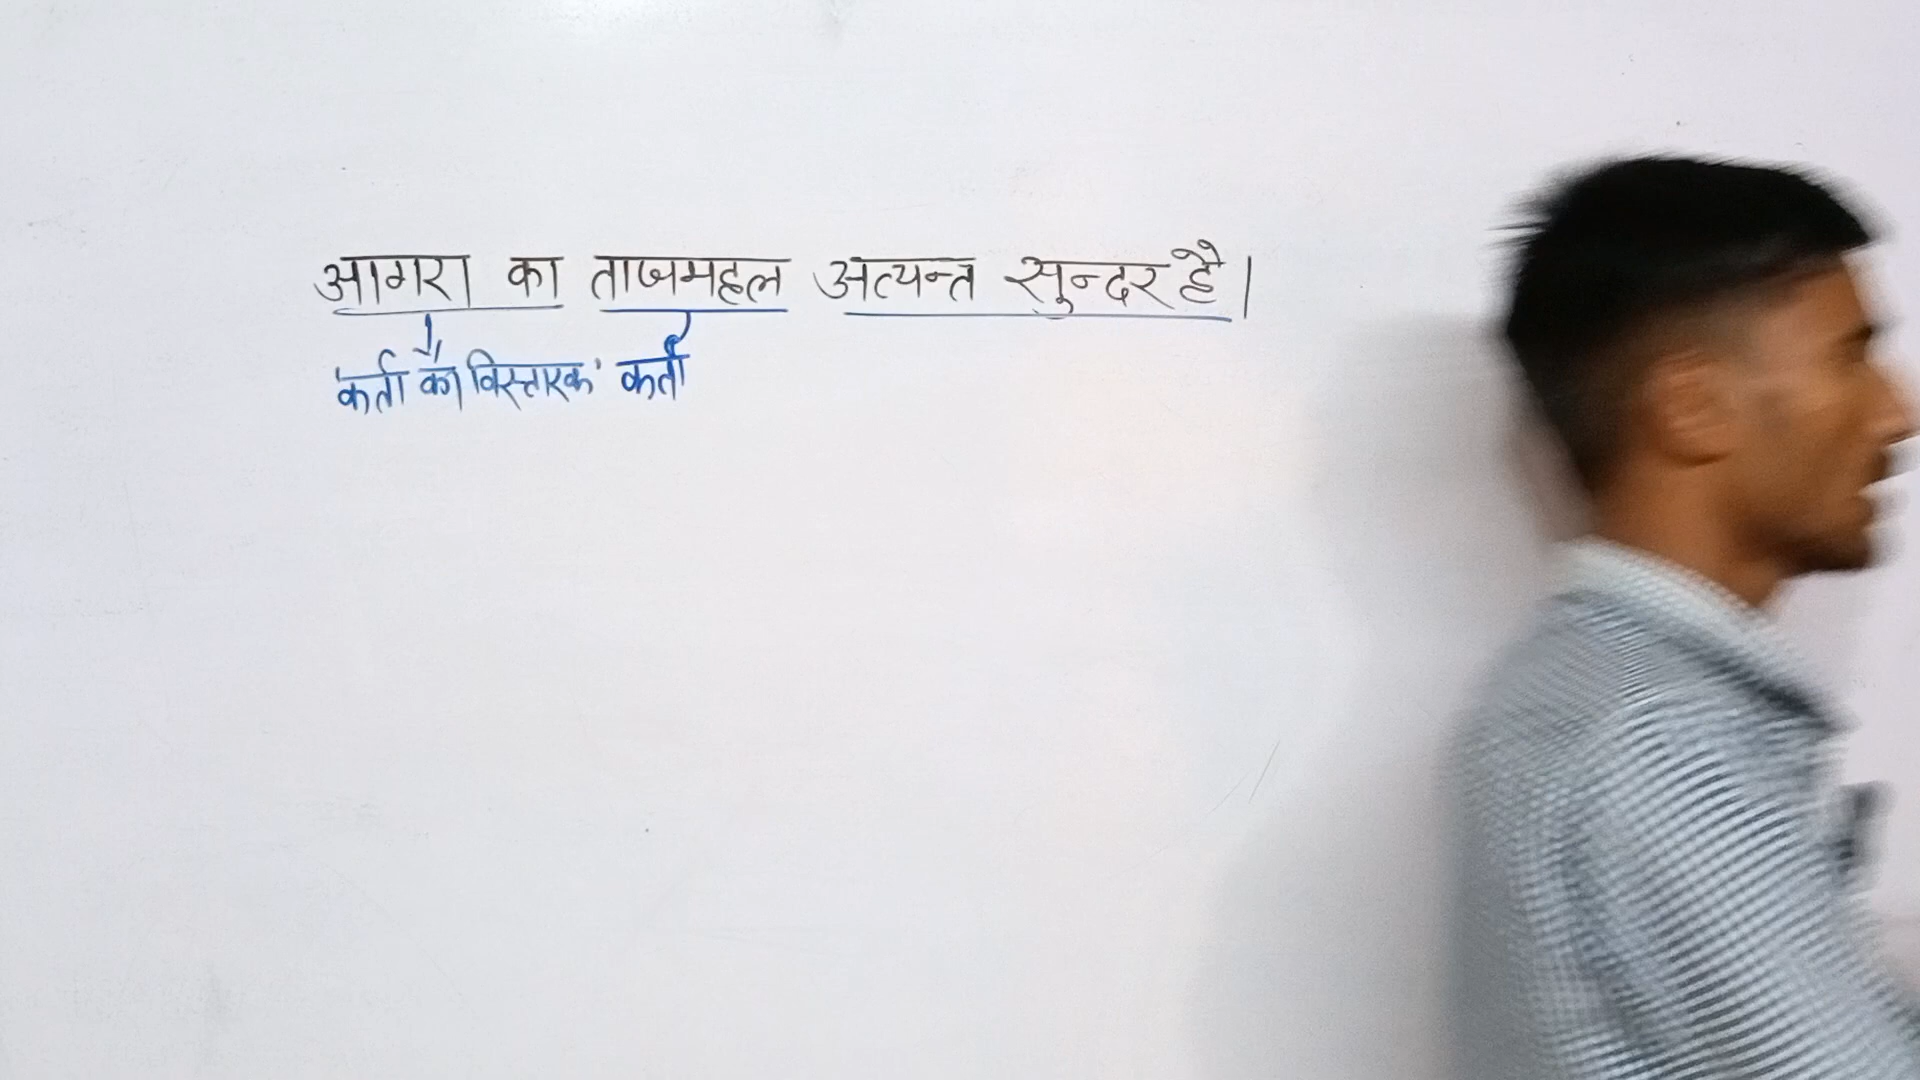 आगरा का ताजमहल अत्यन्त सुन्दर है।
'कर्ता का विस्तारक' कर्ता